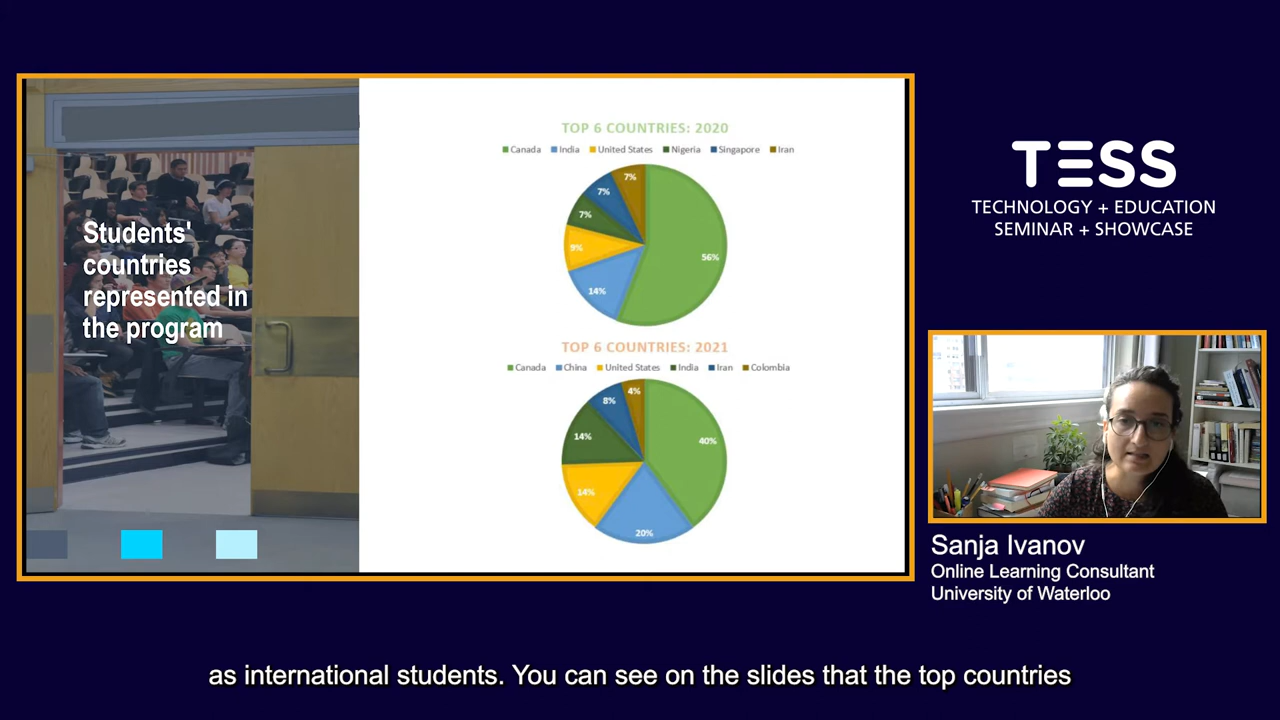 Students'
countries
represented in
the program
TOP 6 COUNTRIES: 2020
Canada India United States Nigeria Singapore Iran
7%
7%
7%
9%
56%
14%
TOP 6 COUNTRIES: 2021
Canada China United States India Iran Colombia
4%
8%
14%
40%
14%
20%
TESS
TECHNOLOGY + EDUCATION
SEMINAR + SHOWCASE
Sanja Ivanov
Online Learning Consultant
University of Waterloo
as international students. You can see on the slides that the top countries